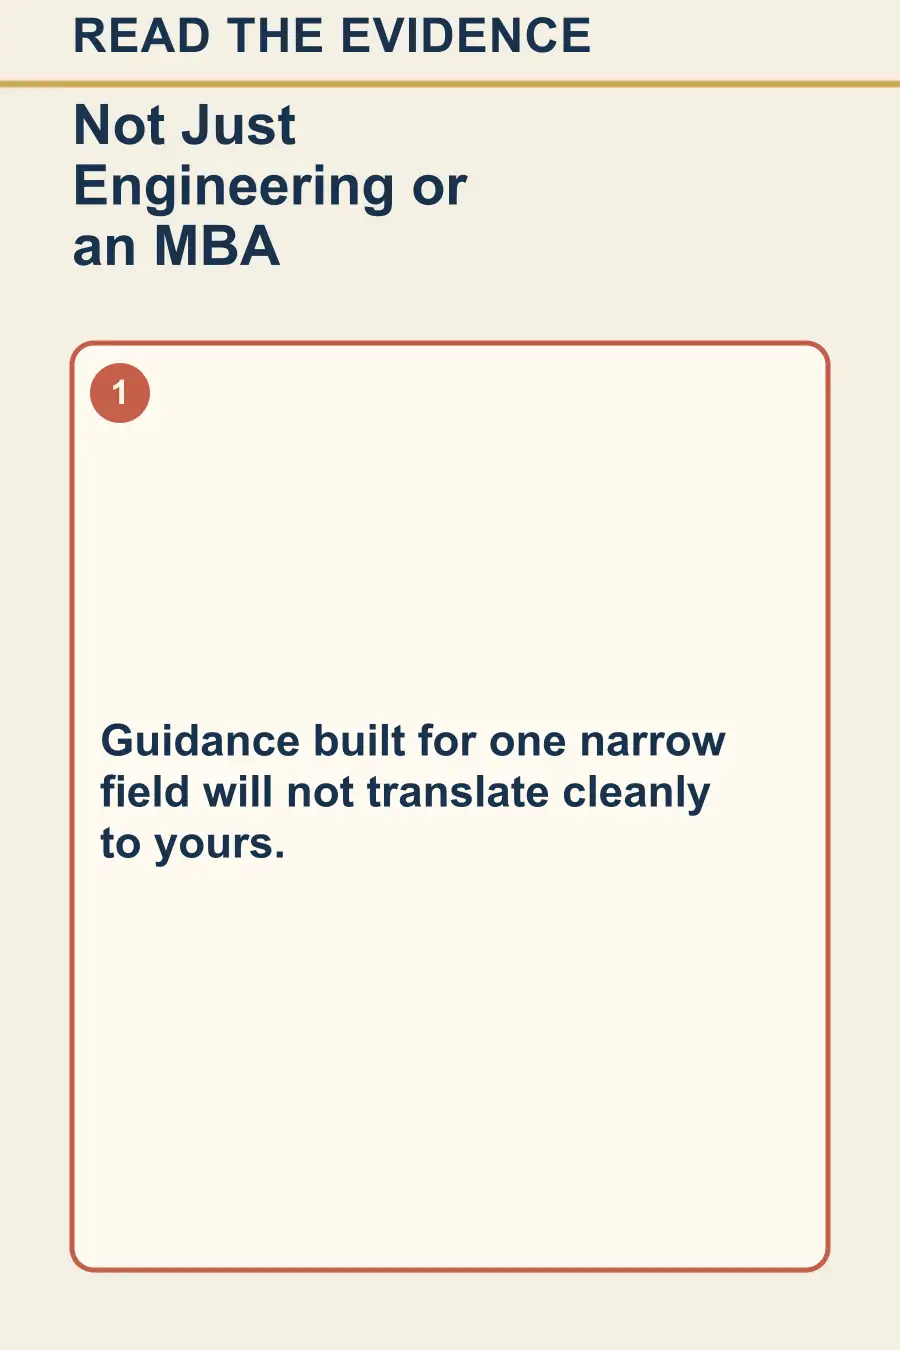 READ THE EVIDENCE
Not Just
Engineering or
an MBA
1
Guidance built for one narrow
field will not translate cleanly
to yours.